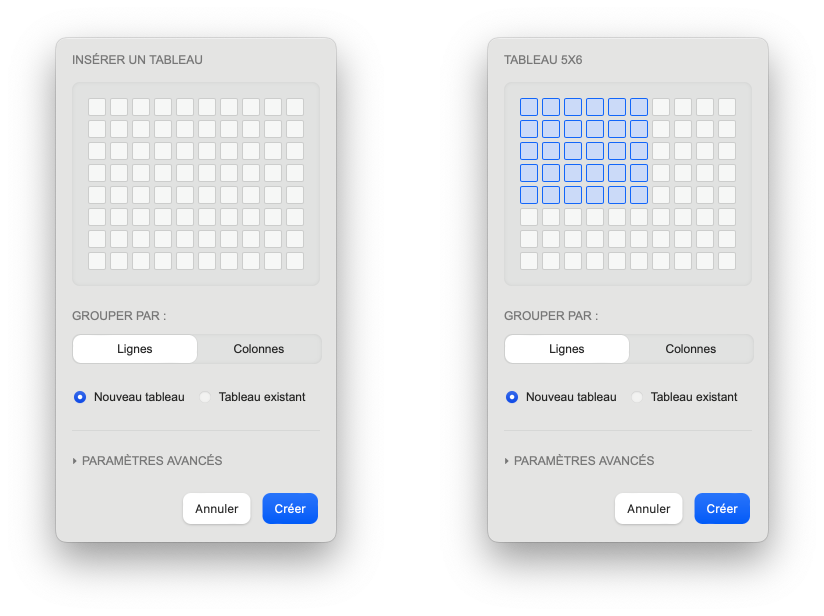 INSÉRER UN TABLEAU
GROUPER PAR :
Lignes Colonnes
Nouveau tableau Tableau existant
PARAMÈTRES AVANCÉS
Annuler Créer
TABLEAU 5X6
GROUPER PAR :
Lignes Colonnes
Nouveau tableau Tableau existant
PARAMÈTRES AVANCÉS
Annuler Créer